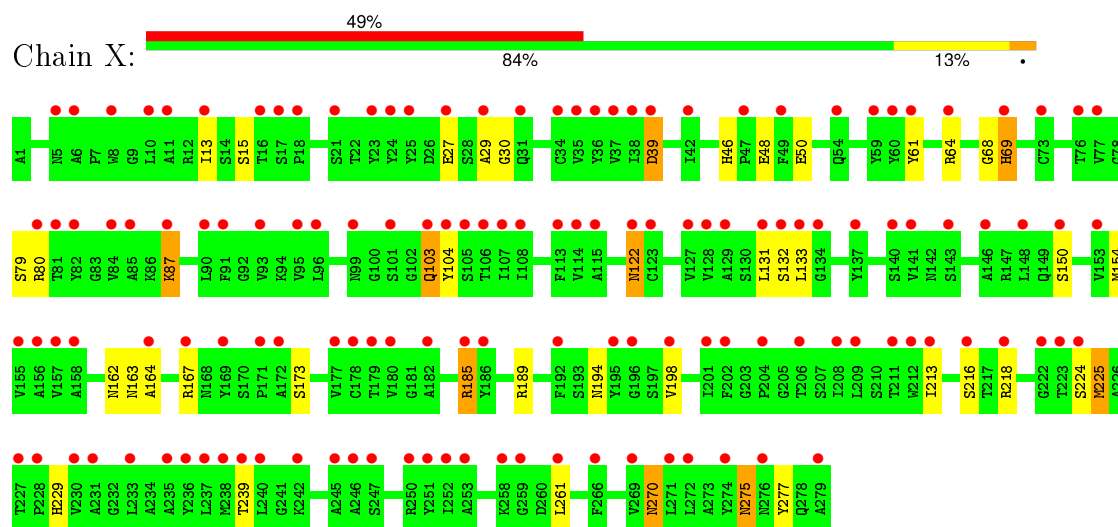 49%
Chain X:
84% 13% •
A1 N5 A6 P7 W8 G9 L10 A11 R12 I13 S14 S15 T16 S17 P18 S21 T22 Y23 Y24 Y25 D26 E27 S28 A29 G30 Q31 C34 V35 Y36 V37 I38 D39 I42 H46 P47 E48 F49 E50 Q54 Y59 Y60 Y61 R64 G68 H69 C73 T76 V77 C78
S79 R80 T81 Y82 G83 V84 A85 K86 K87 L90 F91 G92 V93 K94 V95 L96 N99 G100 S101 G102 Q103 Y104 S105 T106 I107 I108 F113 V114 A115 N122 C123 V127 V128 A129 S130 L131 S132 L133 G134 Y137 S140 V141 N142 S143 A146 R147 L148 Q149 S150 V153 M154
V155 A156 V157 A158 N162 N163 A164 R167 N168 Y169 S170 P171 A172 S173 V177 C178 T179 V180 G181 A182 R185 Y186 R189 F192 S193 N194 Y195 G196 S197 V198 I201 F202 G203 P204 G205 T206 S207 I208 L209 S210 T211 W212 I213 S216 T217 R218 G222 T223 S224 M225 A226
T227 P228 H229 V230 A231 G232 L233 A234 A235 Y236 L237 M238 T239 L240 G241 K242 A245 A246 S247 R250 Y251 I252 A253 K258 G259 D260 L261 F266 V269 N270 L271 L272 A273 Y274 N275 N276 Y277 Q278 A279